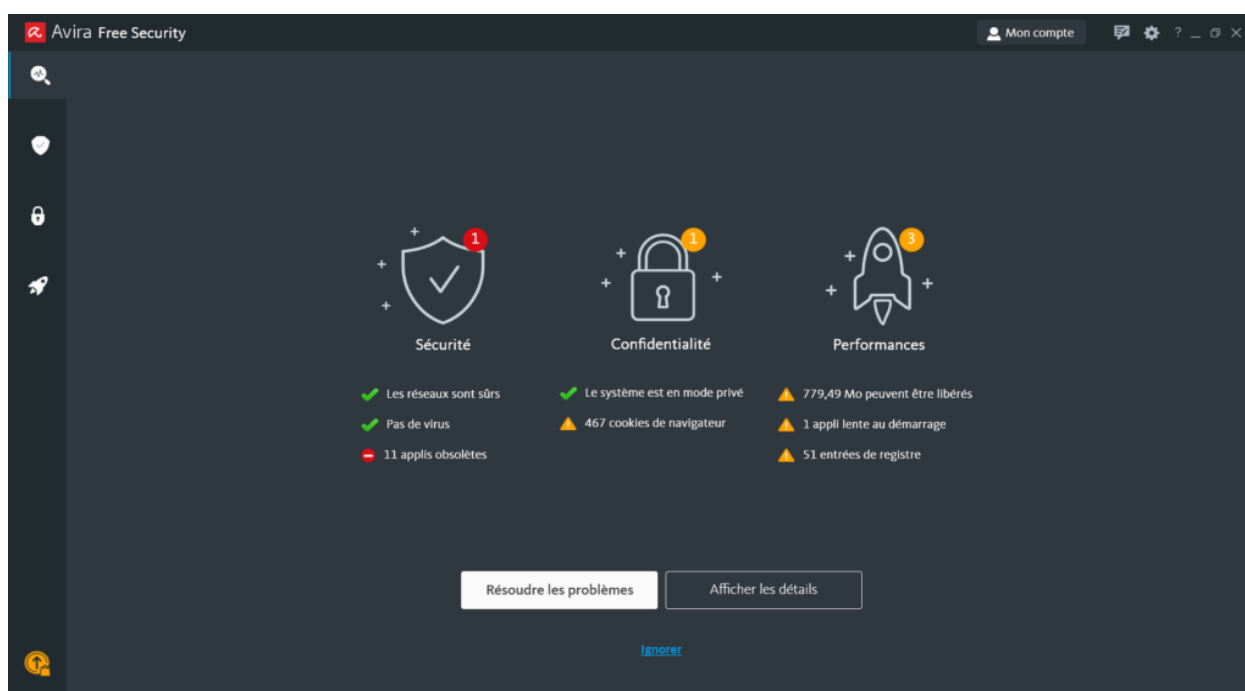 Avira Free Security
Mon compte
?
1
1
3
Sécurité
Confidentialité
Performances
Les réseaux sont sûrs
Pas de virus
11 applis obsolètes
Le système est en mode privé
467 cookies de navigateur
779,49 Mo peuvent être libérés
1 appli lente au démarrage
51 entrées de registre
Résoudre les problèmes
Afficher les détails
Ignorer